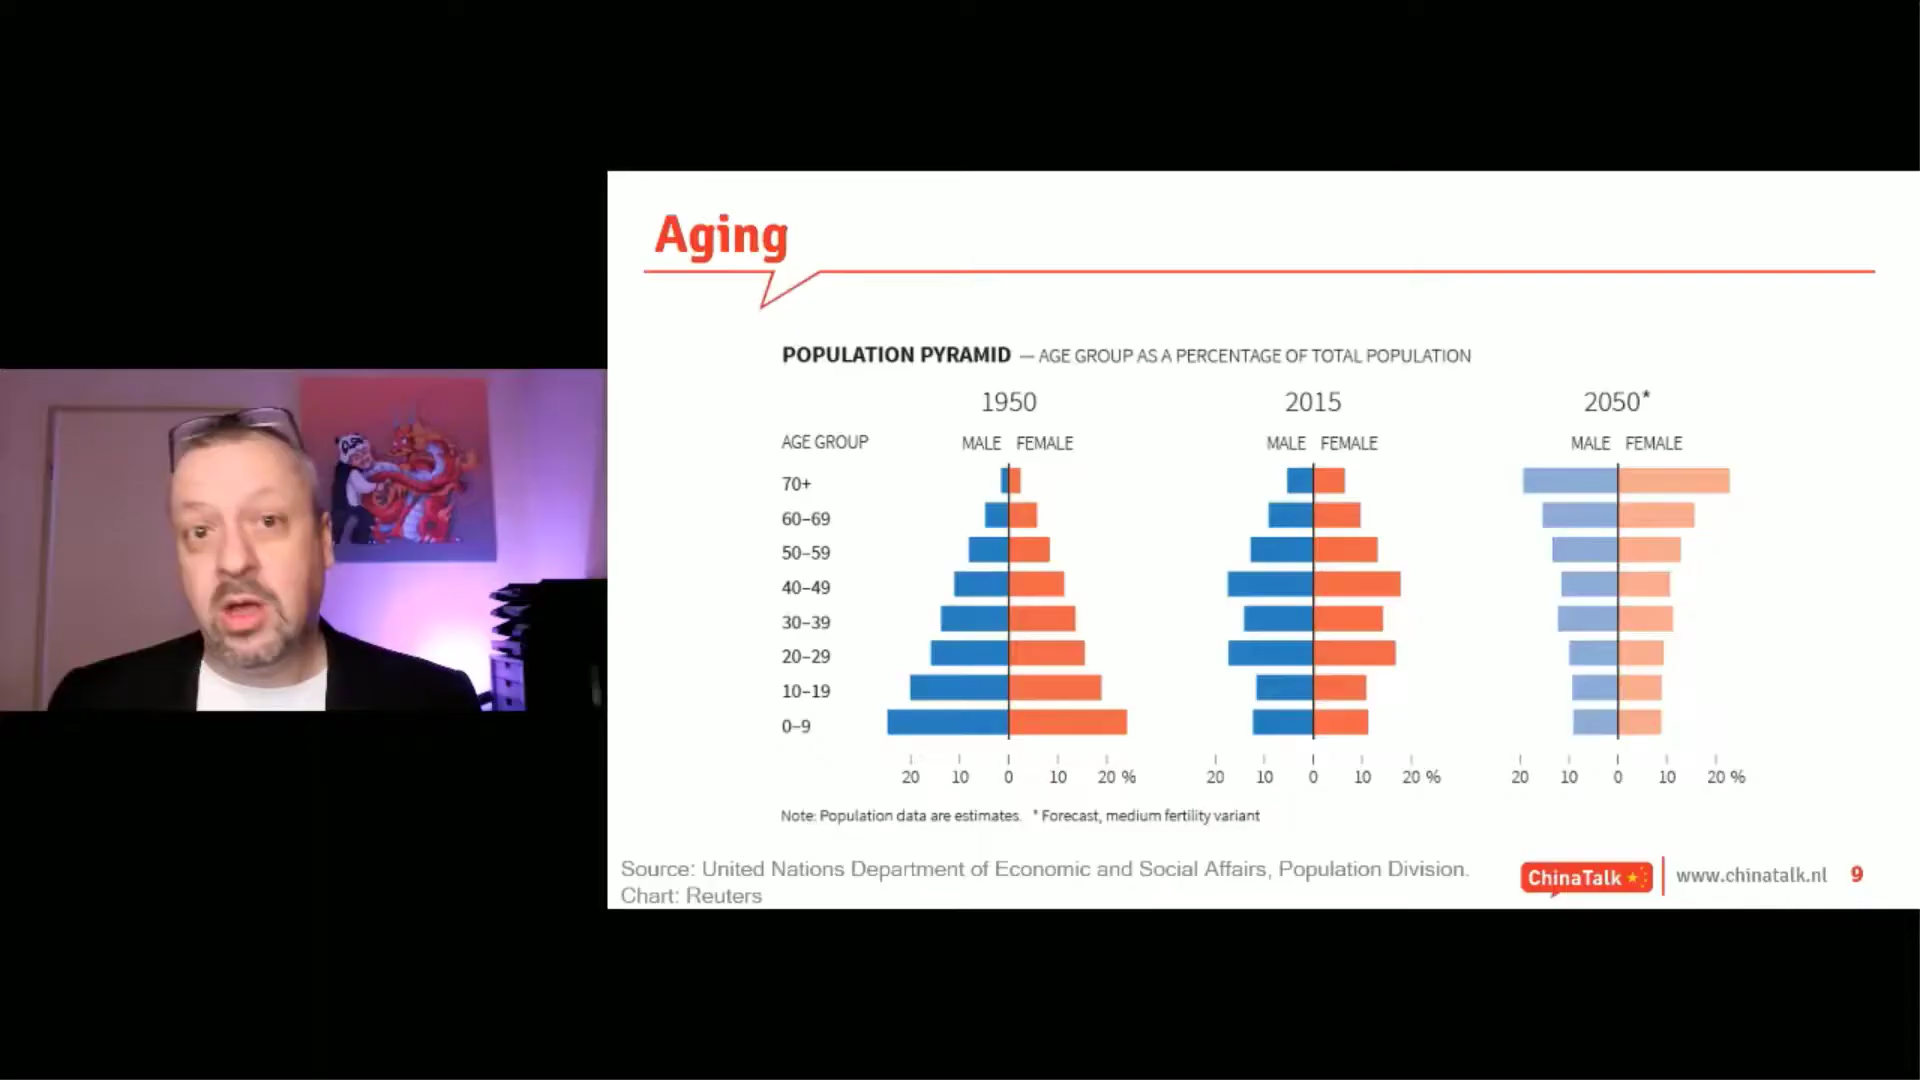 Aging
POPULATION PYRAMID — AGE GROUP AS A PERCENTAGE OF TOTAL POPULATION
1950 2015 2050*
AGE GROUP MALE FEMALE MALE FEMALE MALE FEMALE
70+
60–69
50–59
40–49
30–39
20–29
10–19
0–9
20 10 0 10 20 % 20 10 0 10 20 % 20 10 0 10 20 %
Note: Population data are estimates. * Forecast, medium fertility variant
Source: United Nations Department of Economic and Social Affairs, Population Division.
Chart: Reuters
ChinaTalk www.chinatalk.nl 9